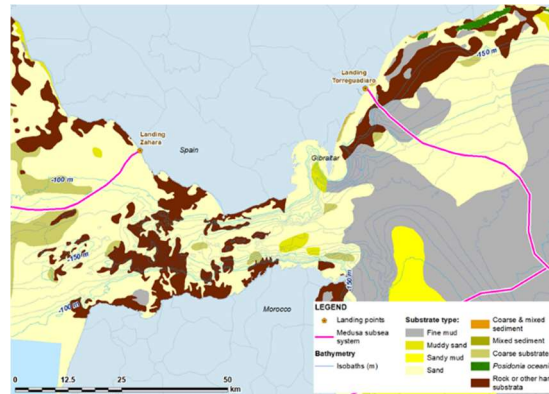 -150 m
Landing
Torreguadiaro
Landing
Zahara
Spain
Gibraltar
-100 m
-150 m
-100 m
Morocco
LEGEND
Landing points
Medusa subsea
system
Bathymetry
Isobaths (m)
Substrate type:
Fine mud
Muddy sand
Sandy mud
Sand
Coarse & mixed
sediment
Mixed sediment
Coarse substrate
Posidonia oceani
Rock or other har
substrata
0 12.5 25 50
km